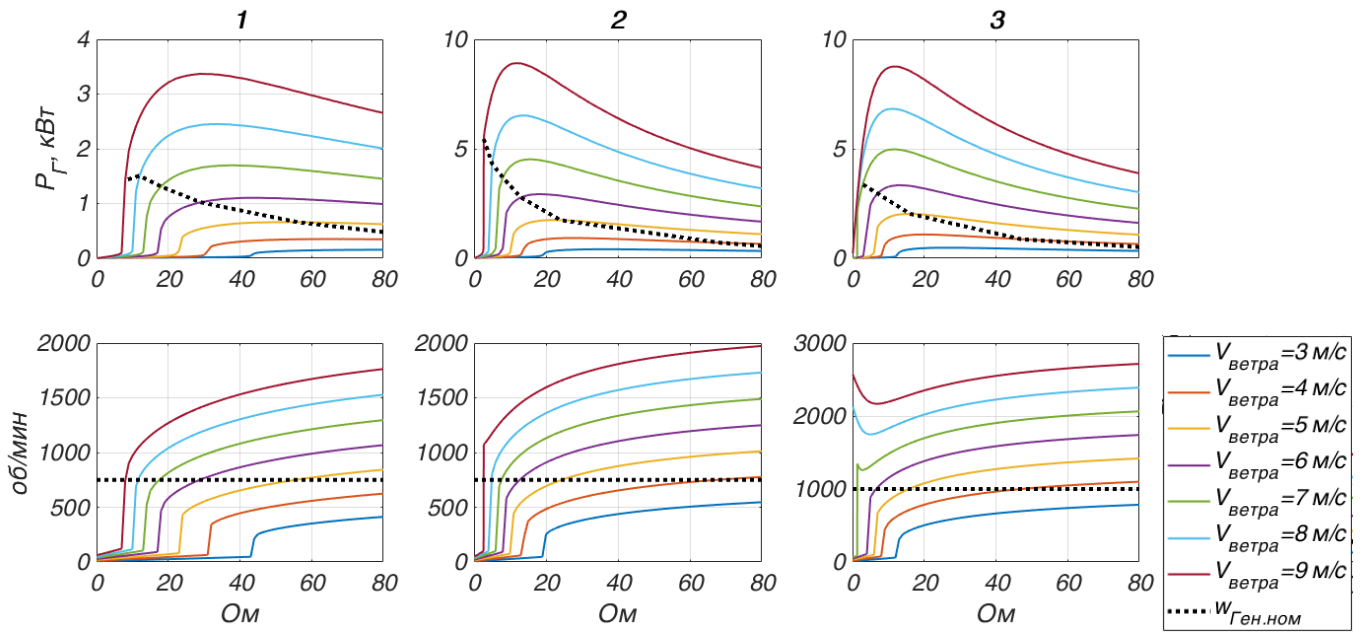 1 2 3
4 10 10
3
2 5 5
1
0 0 0
0 20 40 60 80 0 20 40 60 80 0 20 40 60 80
P_Г, кВт
2000 2000 3000
1500 1500
2000
1000 1000
1000
500 500
0 0 0
0 20 40 60 80 0 20 40 60 80 0 20 40 60 80
об/мин
Ом Ом Ом
V_ветра=3 м/с
V_ветра=4 м/с
V_ветра=5 м/с
V_ветра=6 м/с
V_ветра=7 м/с
V_ветра=8 м/с
V_ветра=9 м/с
w_Ген.ном